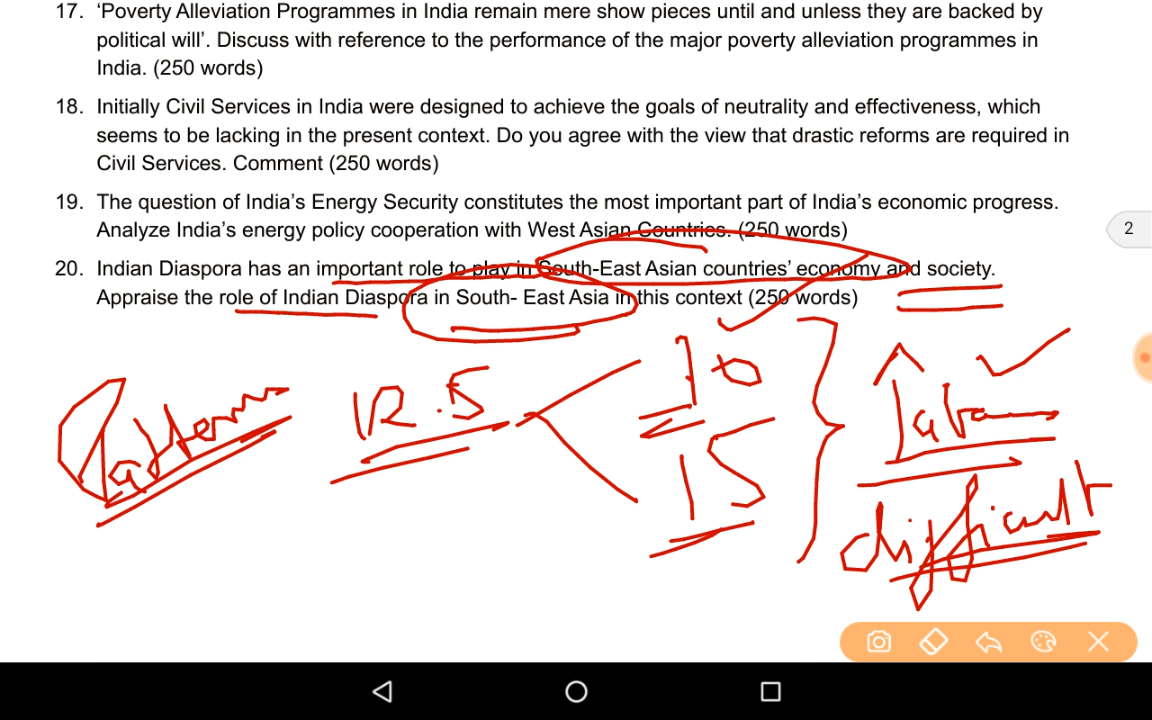 17. ‘Poverty Alleviation Programmes in India remain mere show pieces until and unless they are backed by
political will’. Discuss with reference to the performance of the major poverty alleviation programmes in
India. (250 words)
18. Initially Civil Services in India were designed to achieve the goals of neutrality and effectiveness, which
seems to be lacking in the present context. Do you agree with the view that drastic reforms are required in
Civil Services. Comment (250 words)
19. The question of India’s Energy Security constitutes the most important part of India’s economic progress.
Analyze India’s energy policy cooperation with West Asian Countries. (250 words)
2
20. Indian Diaspora has an important role to play in South-East Asian countries’ economy and society.
Appraise the role of Indian Diaspora in South- East Asia in this context (250 words)
Pattern 12.5 10
15
difficult